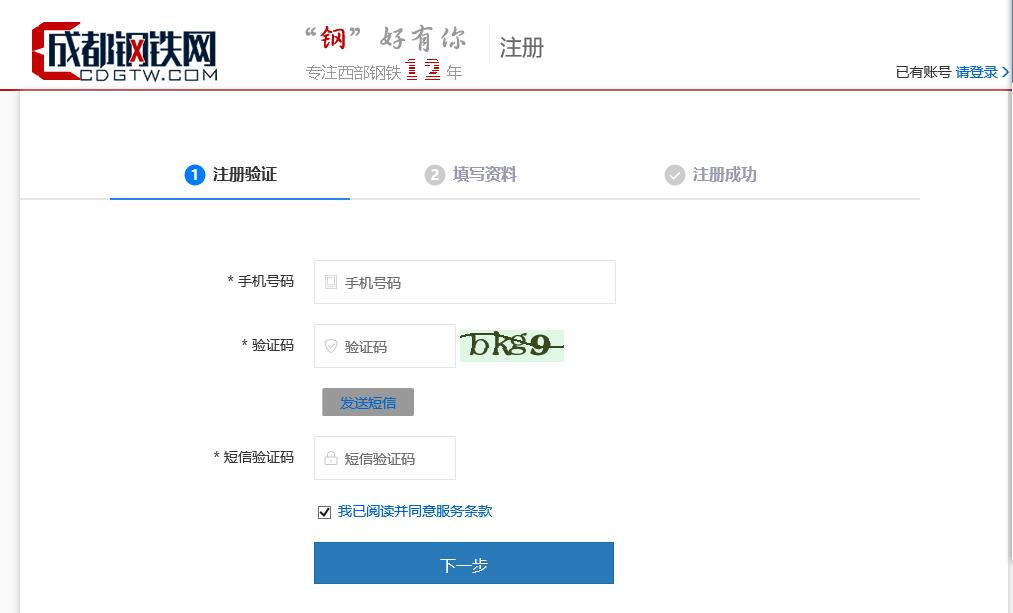 成都钢铁网
CDGTW.COM
“钢” 好有你
专注西部钢铁12年
注册
已有账号 请登录
1 注册验证
2 填写资料
注册成功
* 手机号码 手机号码
* 验证码 验证码 bkg9
发送短信
* 短信验证码 短信验证码
我已阅读并同意服务条款
下一步